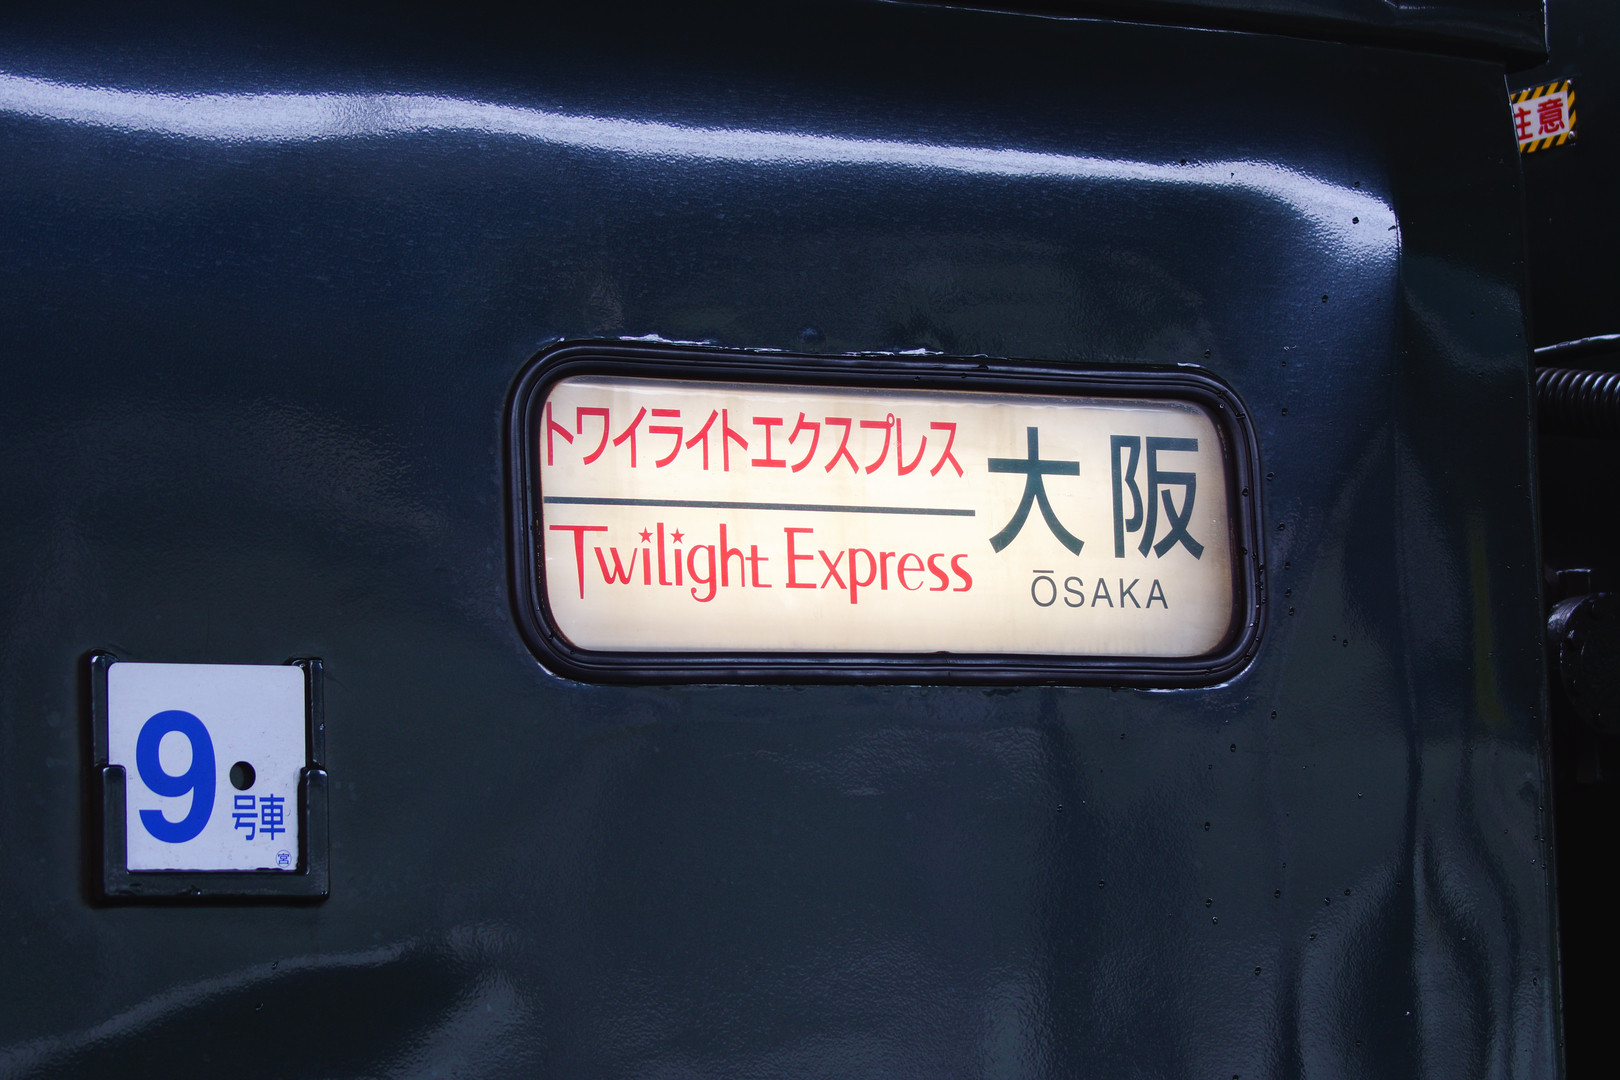 トワイライトエクスプレス
Twilight Express
大阪
ŌSAKA
9号車
宮
注意